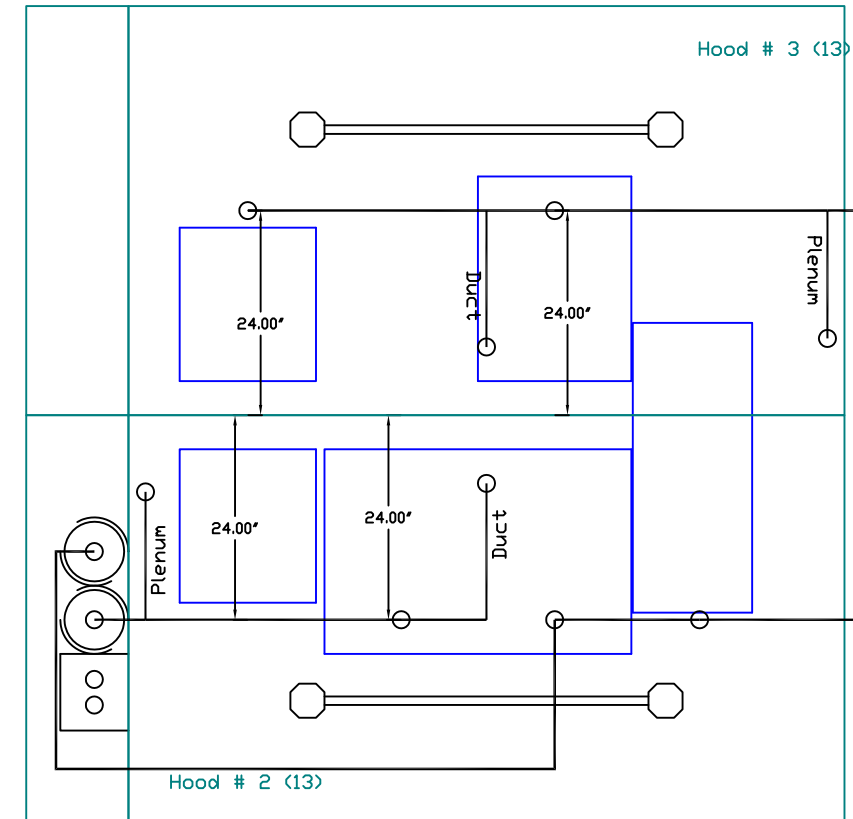 Hood # 3 (13)
Plenum
Duct
24.00"
24.00"
24.00"
24.00"
Duct
Plenum
Hood # 2 (13)